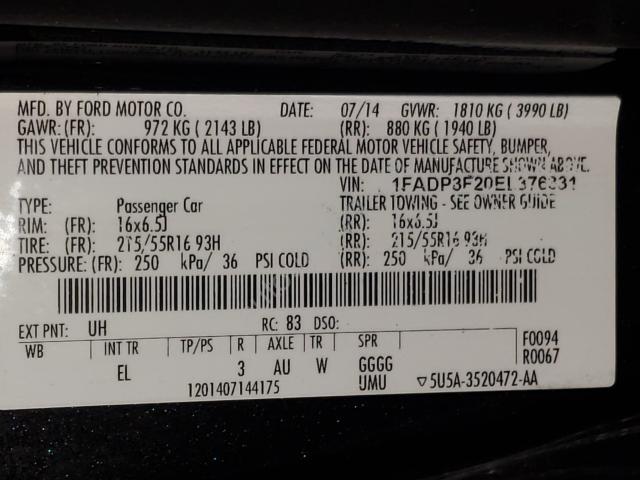 MFD. BY FORD MOTOR CO. DATE: 07/14 GVWR: 1810 KG ( 3990 LB)
GAWR: (FR): 972 KG ( 2143 LB) (RR): 880 KG ( 1940 LB)
THIS VEHICLE CONFORMS TO ALL APPLICABLE FEDERAL MOTOR VEHICLE SAFETY, BUMPER,
AND THEFT PREVENTION STANDARDS IN EFFECT ON THE DATE OF MANUFACTURE SHOWN ABOVE.
VIN: 1FADP3F20EL376331
TYPE: Passenger Car TRAILER TOWING - SEE OWNER GUIDE
RIM: (FR): 16x6.5J (RR): 16x6.5J
TIRE: (FR): 215/55R16 93H (RR): 215/55R16 93H
PRESSURE: (FR): 250 kPa/ 36 PSI COLD (RR): 250 kPa/ 36 PSI COLD
EXT PNT: UH RC: 83 DSO: F0094
WB INT TR TP/PS R AXLE TR SPR R0067
EL 3 AU W GGGG
1201407144175 UMU ▽5U5A-3520472-AA